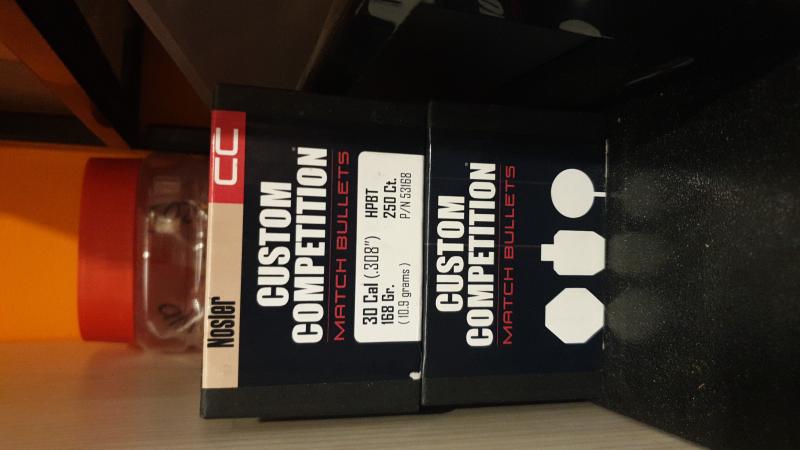 Nosler
CC
CUSTOM
COMPETITION
MATCH BULLETS
30 Cal (.308") HPBT
168 Gr. 250 Ct.
(10.9 grams) P/N 53168
CUSTOM
COMPETITION
MATCH BULLETS